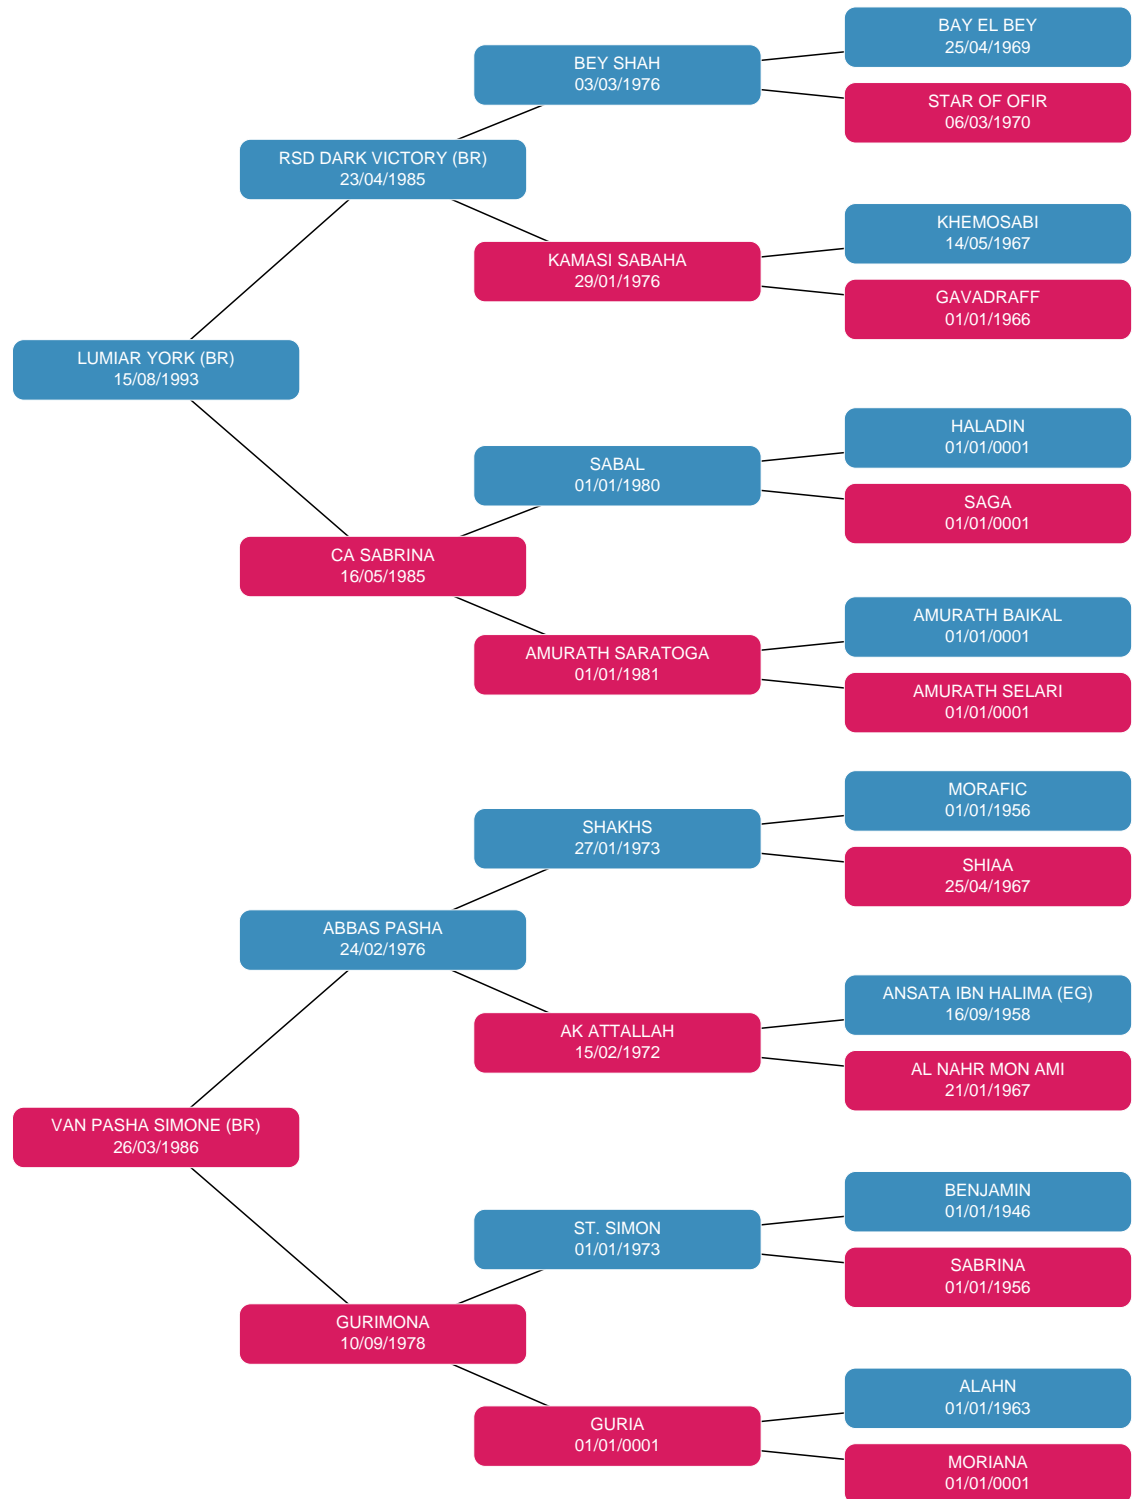 BAY EL BEY
25/04/1969
BEY SHAH
03/03/1976
STAR OF OFIR
06/03/1970
RSD DARK VICTORY (BR)
23/04/1985
KHEMOSABI
14/05/1967
KAMASI SABAHA
29/01/1976
GAVADRAFF
01/01/1966
LUMIAR YORK (BR)
15/08/1993
HALADIN
01/01/0001
SABAL
01/01/1980
SAGA
01/01/0001
CA SABRINA
16/05/1985
AMURATH BAIKAL
01/01/0001
AMURATH SARATOGA
01/01/1981
AMURATH SELARI
01/01/0001
MORAFIC
01/01/1956
SHAKHS
27/01/1973
SHIAA
25/04/1967
ABBAS PASHA
24/02/1976
ANSATA IBN HALIMA (EG)
16/09/1958
AK ATTALLAH
15/02/1972
AL NAHR MON AMI
21/01/1967
VAN PASHA SIMONE (BR)
26/03/1986
BENJAMIN
01/01/1946
ST. SIMON
01/01/1973
SABRINA
01/01/1956
GURIMONA
10/09/1978
ALAHN
01/01/1963
GURIA
01/01/0001
MORIANA
01/01/0001